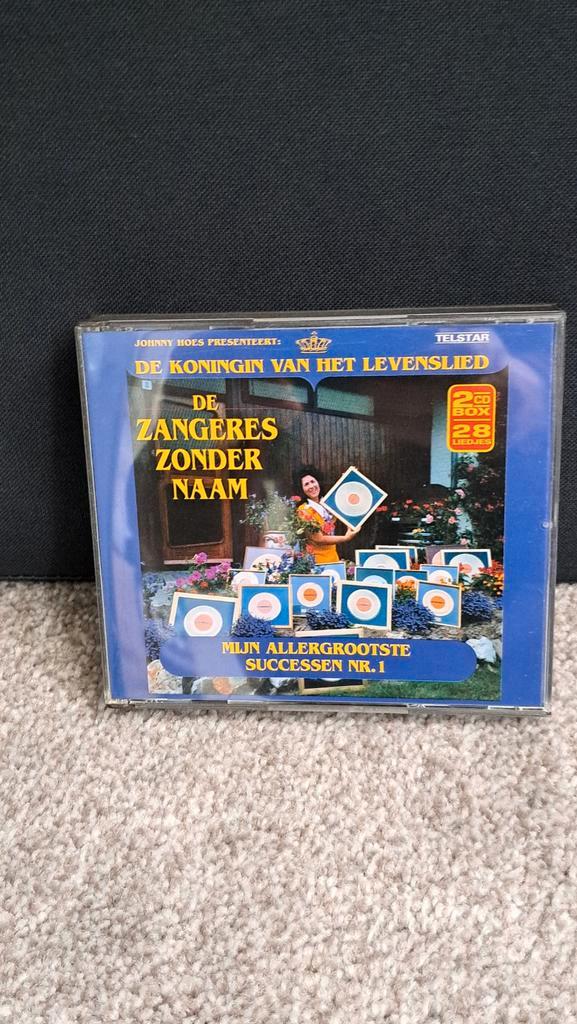 JOHNNY HOES PRESENTEERT:
TELSTAR
DE KONINGIN VAN HET LEVENSLIED
DE
ZANGERES
ZONDER
NAAM
2 CD
BOX
28
LIEDJES
MIJN ALLERGROOTSTE
SUCCESSEN NR. 1